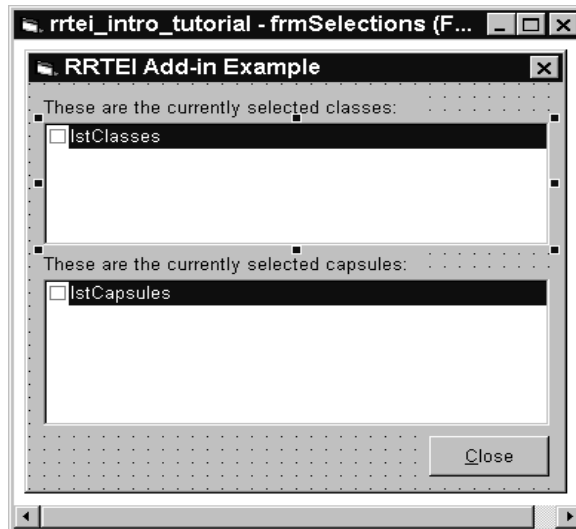 rrtei_intro_tutorial - frmSelections (F...
RRTEI Add-in Example
These are the currently selected classes:
lstClasses
These are the currently selected capsules:
lstCapsules
Close